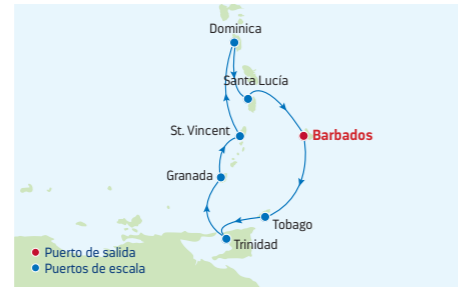 Dominica
Santa Lucía
St. Vincent
Barbados
Granada
Tobago
Trinidad
Puerto de salida
Puertos de escala